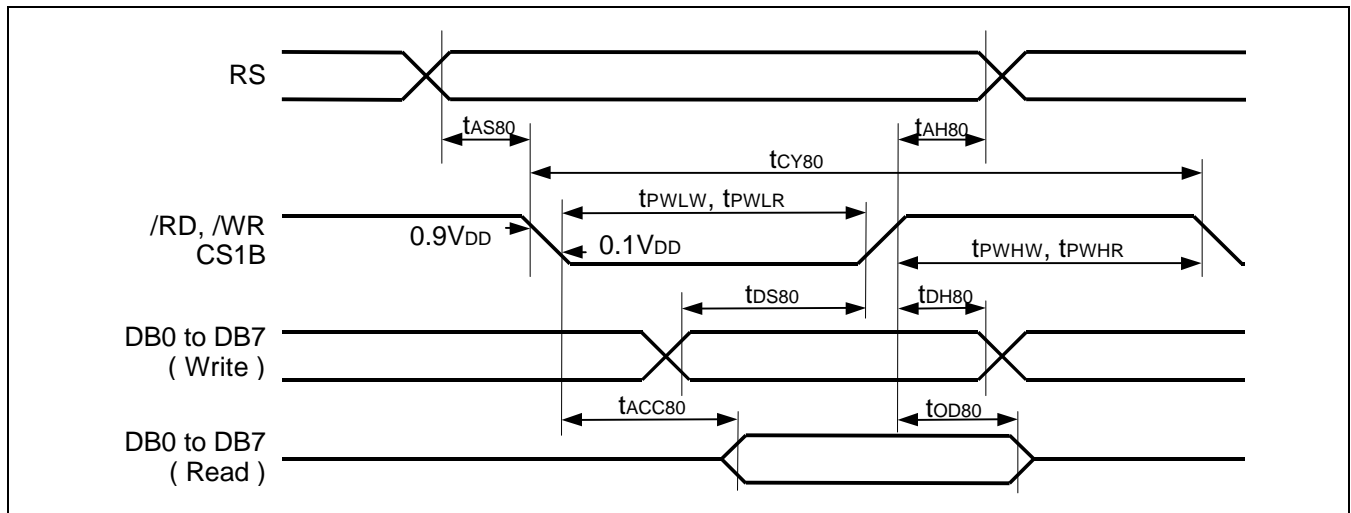 RS
tAS80
tAH80
tCY80
/RD, /WR
CS1B
0.9VDD
0.1VDD
tPWLW, tPWLR
tPWHW, tPWHR
tDS80
tDH80
DB0 to DB7
( Write )
tACC80
tOD80
DB0 to DB7
( Read )